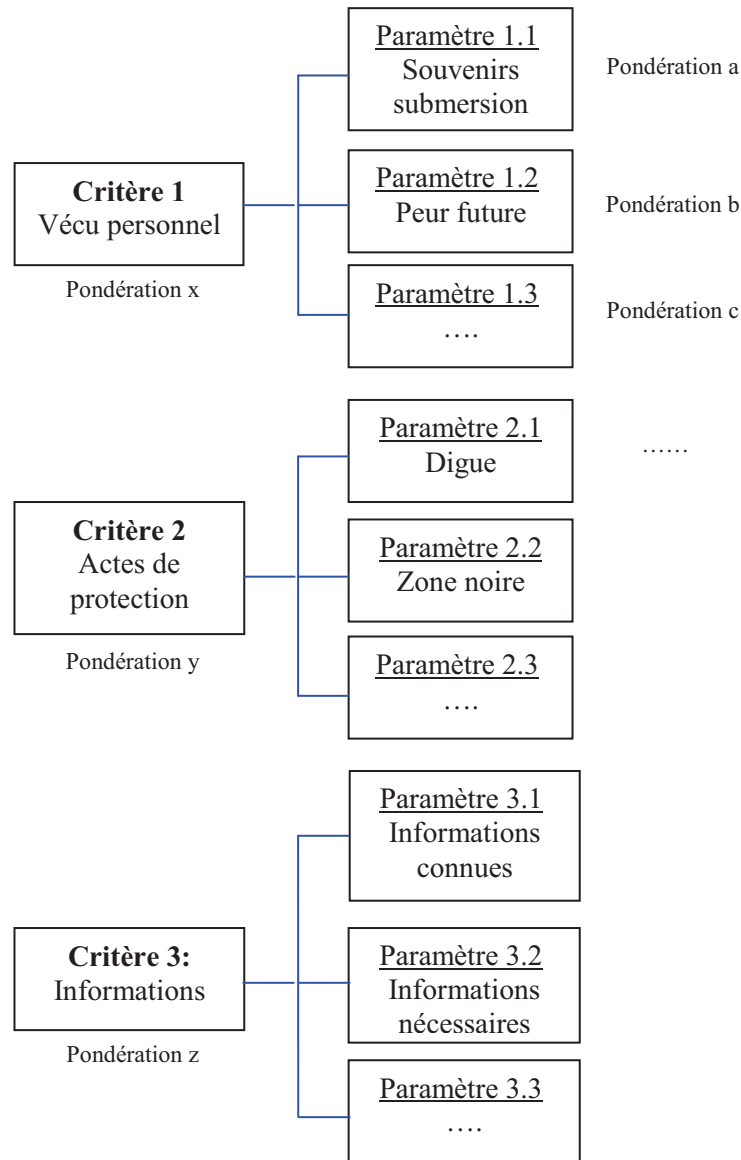 Paramètre 1.1
Souvenirs
submersion
Pondération a
Critère 1
Vécu personnel
Pondération x
Paramètre 1.2
Peur future
Pondération b
Paramètre 1.3
….
Pondération c
Paramètre 2.1
Digue
……
Critère 2
Actes de
protection
Pondération y
Paramètre 2.2
Zone noire
Paramètre 2.3
….
Paramètre 3.1
Informations
connues
Critère 3:
Informations
Pondération z
Paramètre 3.2
Informations
nécessaires
Paramètre 3.3
….